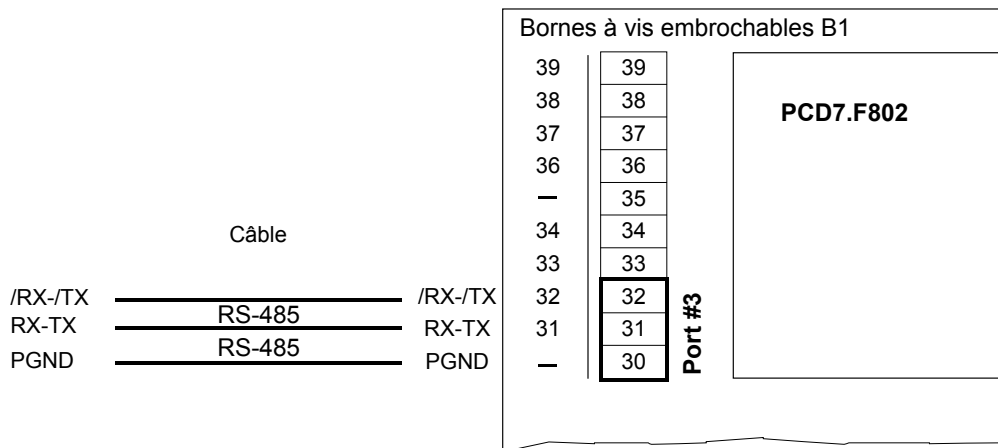 Bornes à vis embrochables B1
39 39
38 38
37 37
36 36
— 35
34 34
33 33
32 32
31 31
— 30
Port #3
PCD7.F802
Câble
/RX-/TX RS-485 /RX-/TX
RX-TX RS-485 RX-TX
PGND PGND